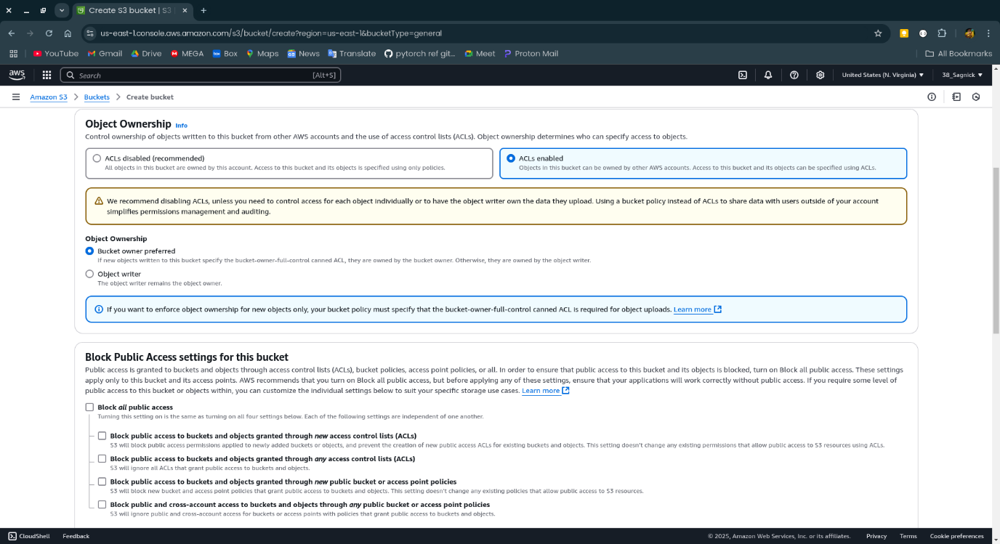 Create S3 bucket | S3 |
us-east-1.console.aws.amazon.com/s3/bucket/create?region=us-east-1&bucketType=general
YouTube Gmail Drive MEGA box Box Maps News Translate pytorch ref git... Meet Proton Mail All Bookmarks
aws Search [Alt+S] United States (N. Virginia) 38_Sagnick
Amazon S3 Buckets Create bucket
Object Ownership Info
Control ownership of objects written to this bucket from other AWS accounts and the use of access control lists (ACLs). Object ownership determines who can specify access to objects.
ACLs disabled (recommended)
All objects in this bucket are owned by this account. Access to this bucket and its objects is specified using only policies.
ACLs enabled
Objects in this bucket can be owned by other AWS accounts. Access to this bucket and its objects can be specified using ACLs.
We recommend disabling ACLs, unless you need to control access for each object individually or to have the object writer own the data they upload. Using a bucket policy instead of ACLs to share data with users outside of your account
simplifies permissions management and auditing.
Object Ownership
Bucket owner preferred
If new objects written to this bucket specify the bucket-owner-full-control canned ACL, they are owned by the bucket owner. Otherwise, they are owned by the object writer.
Object writer
The object writer remains the object owner.
If you want to enforce object ownership for new objects only, your bucket policy must specify that the bucket-owner-full-control canned ACL is required for object uploads. Learn more
Block Public Access settings for this bucket
Public access is granted to buckets and objects through access control lists (ACLs), bucket policies, access point policies, or all. In order to ensure that public access to this bucket and its objects is blocked, turn on Block all public access. These settings
apply only to this bucket and its access points. AWS recommends that you turn on Block all public access, but before applying any of these settings, ensure that your applications will work correctly without public access. If you require some level of
public access to this bucket or objects within, you can customize the individual settings below to suit your specific storage use cases. Learn more
Block all public access
Turning this setting on is the same as turning on all four settings below. Each of the following settings are independent of one another.
Block public access to buckets and objects granted through new access control lists (ACLs)
S3 will block public access permissions applied to newly added buckets or objects, and prevent the creation of new public access ACLs for existing buckets and objects. This setting doesn't change any existing permissions that allow public access to S3 resources using ACLs.
Block public access to buckets and objects granted through any access control lists (ACLs)
S3 will ignore all ACLs that grant public access to buckets and objects.
Block public access to buckets and objects granted through new public bucket or access point policies
S3 will block new bucket and access point policies that grant public access to buckets and objects. This setting doesn't change any existing policies that allow public access to S3 resources.
Block public and cross-account access to buckets and objects through any public bucket or access point policies
S3 will ignore public and cross-account access for buckets or access points with policies that grant public access to buckets and objects.
CloudShell Feedback © 2025, Amazon Web Services, Inc. or its affiliates. Privacy Terms Cookie preferences